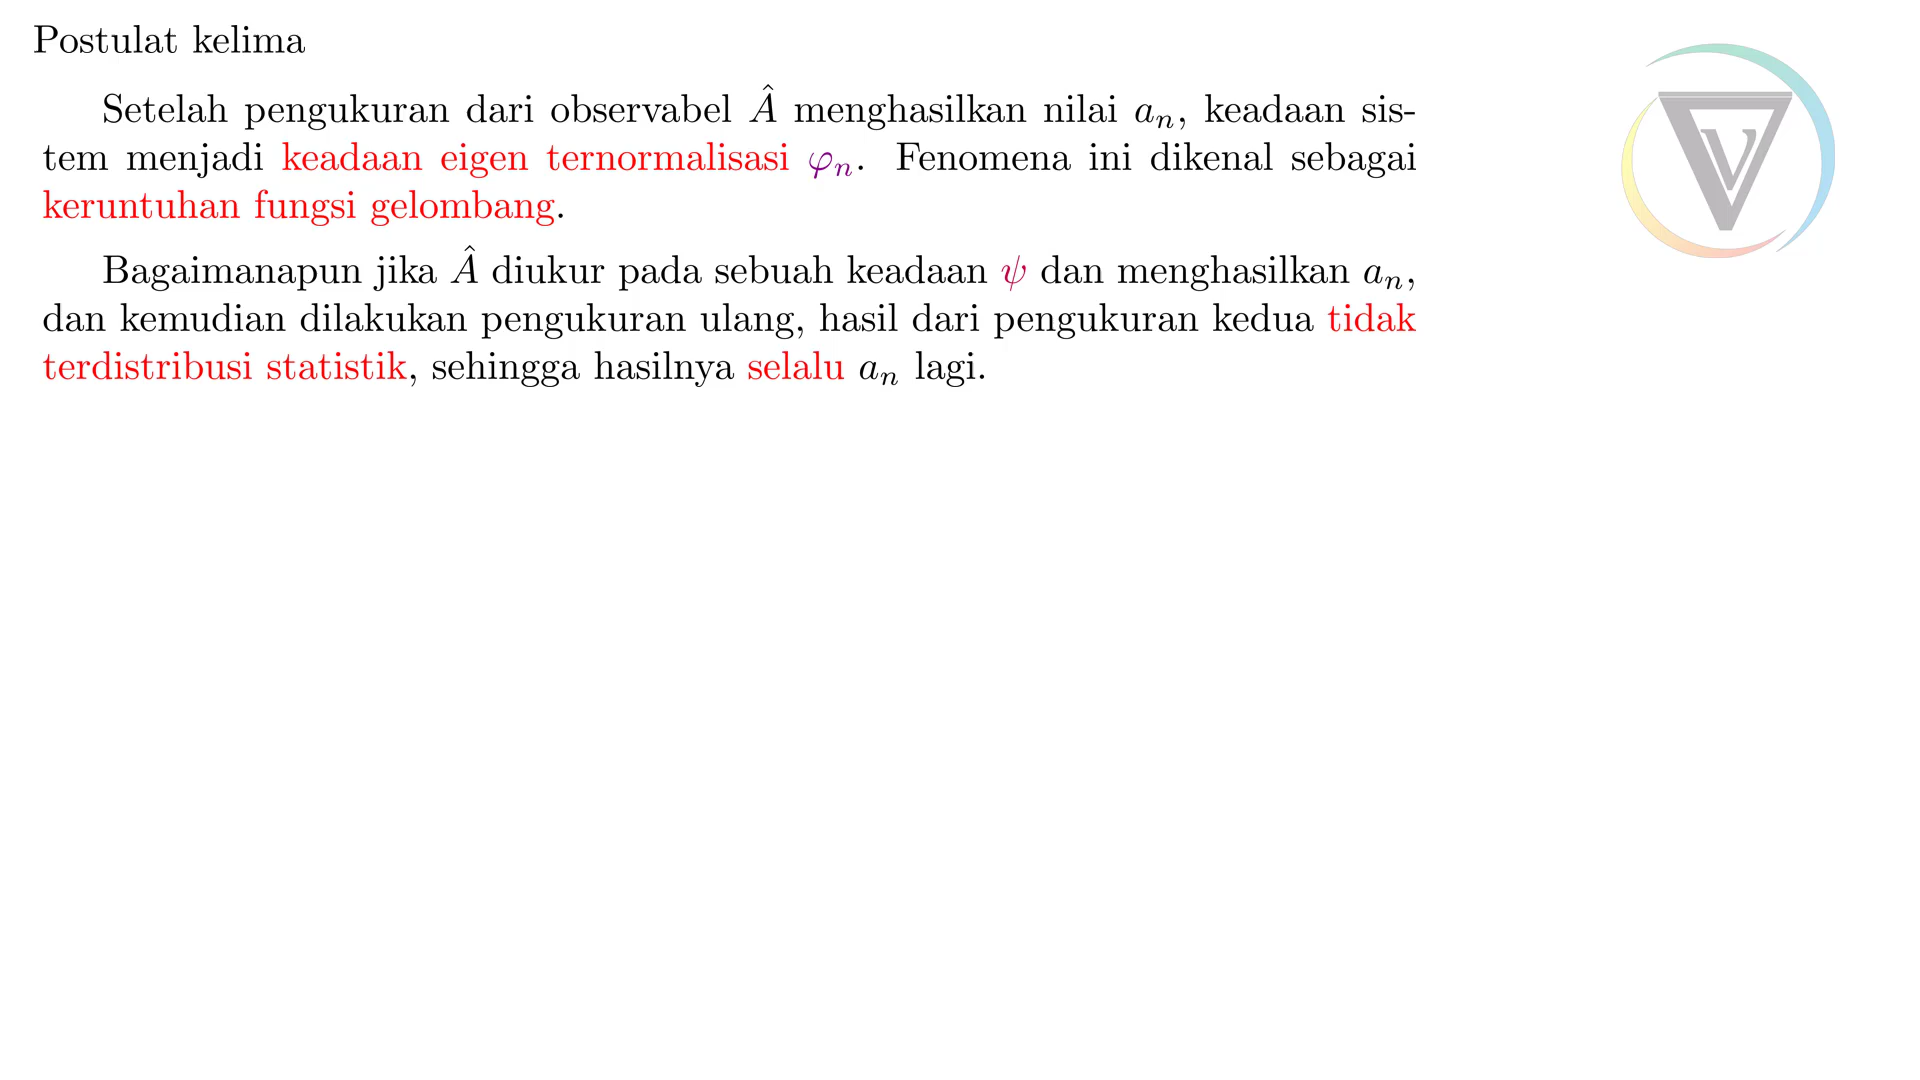 Postulat kelima
Setelah pengukuran dari observabel Â menghasilkan nilai aₙ, keadaan sis-
tem menjadi keadaan eigen ternormalisasi φₙ. Fenomena ini dikenal sebagai
keruntuhan fungsi gelombang.
Bagaimanapun jika Â diukur pada sebuah keadaan ψ dan menghasilkan aₙ,
dan kemudian dilakukan pengukuran ulang, hasil dari pengukuran kedua tidak
terdistribusi statistik, sehingga hasilnya selalu aₙ lagi.